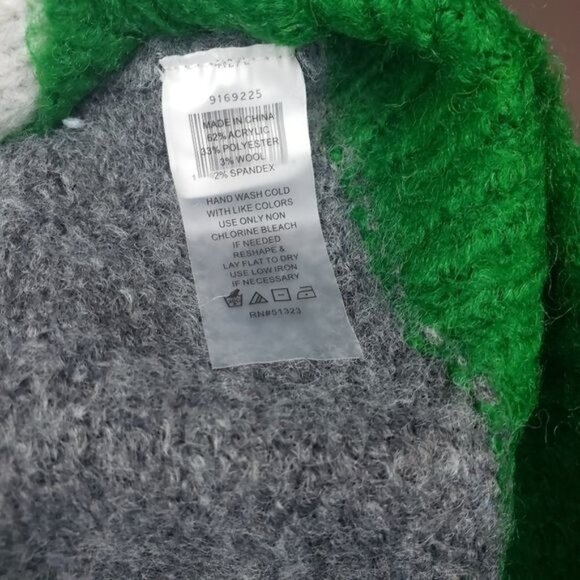 9169225
MADE IN CHINA
62% ACRYLIC
33% POLYESTER
3% WOOL
2% SPANDEX
HAND WASH COLD
WITH LIKE COLORS
USE ONLY NON
CHLORINE BLEACH
IF NEEDED
RESHAPE &
LAY FLAT TO DRY
USE LOW IRON
IF NECESSARY
RN#51323